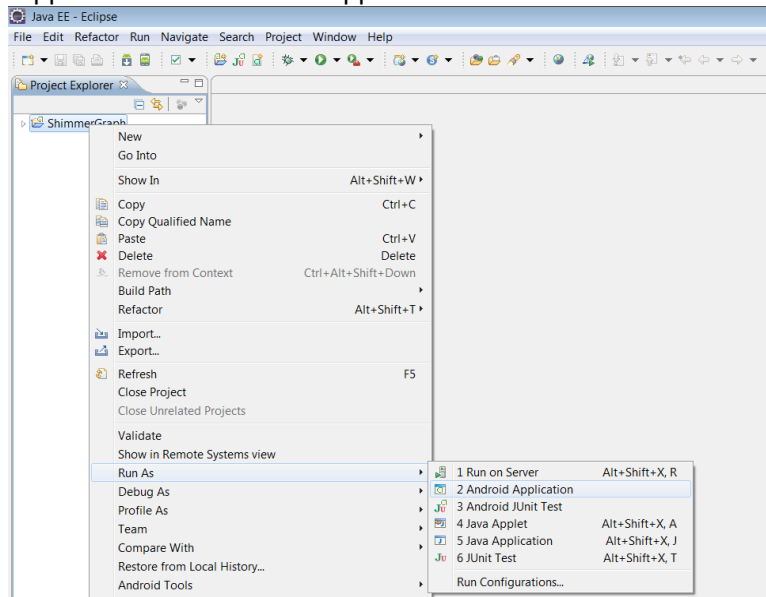 Java EE - Eclipse
File Edit Refactor Run Navigate Search Project Window Help
Project Explorer
ShimmerGraph
New
Go Into
Show In Alt+Shift+W
Copy Ctrl+C
Copy Qualified Name
Paste Ctrl+V
Delete Delete
Remove from Context Ctrl+Alt+Shift+Down
Build Path
Refactor Alt+Shift+T
Import...
Export...
Refresh F5
Close Project
Close Unrelated Projects
Validate
Show in Remote Systems view
Run As
Debug As
Profile As
Team
Compare With
Restore from Local History...
Android Tools
1 Run on Server Alt+Shift+X, R
2 Android Application
3 Android JUnit Test
4 Java Applet Alt+Shift+X, A
5 Java Application Alt+Shift+X, J
6 JUnit Test Alt+Shift+X, T
Run Configurations...